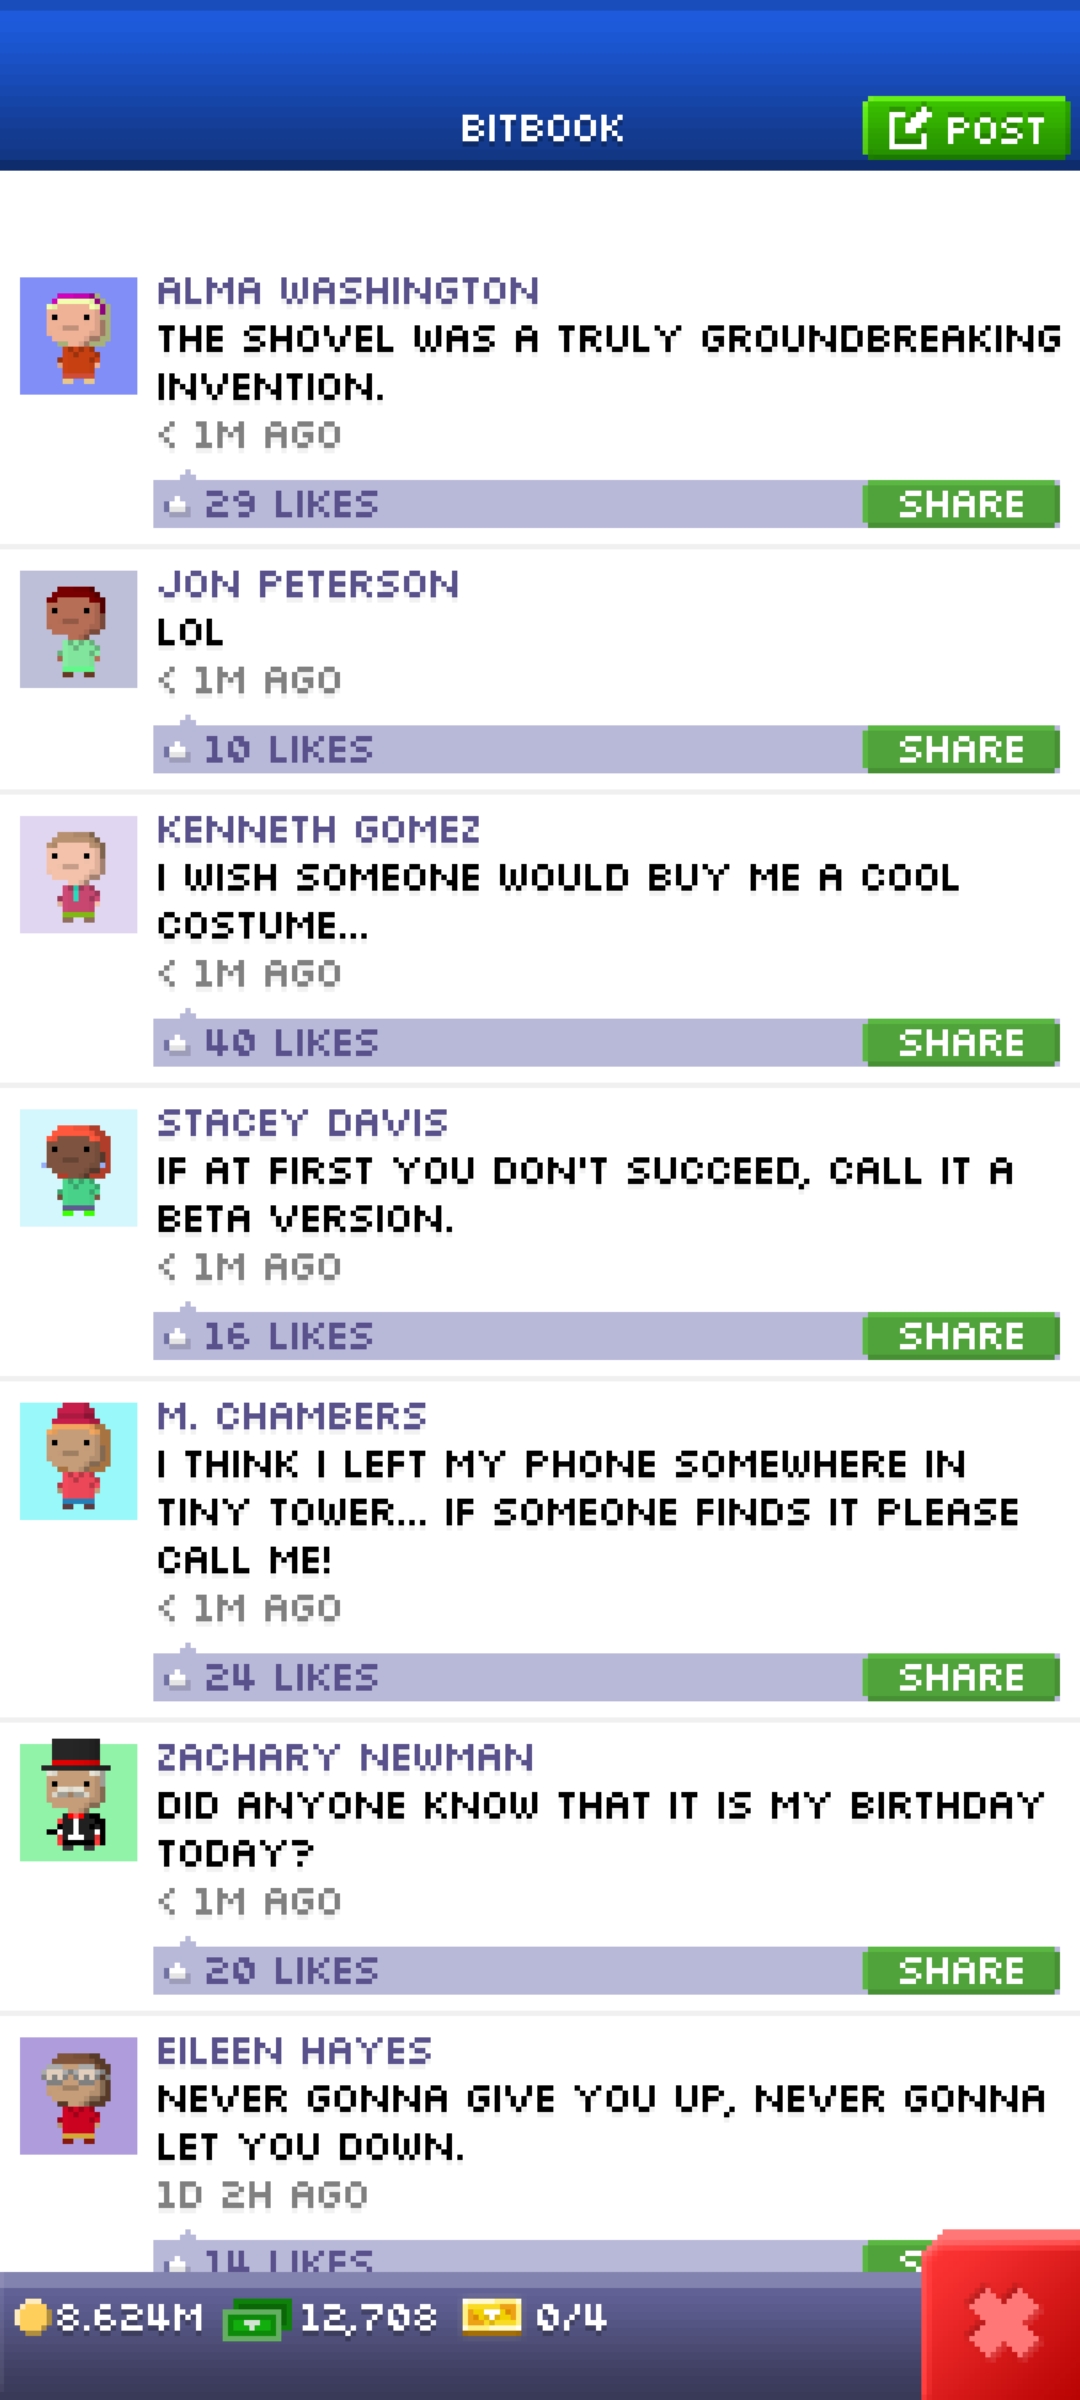 BITBOOK
POST
ALMA WASHINGTON
THE SHOVEL WAS A TRULY GROUNDBREAKING
INVENTION.
< 1M AGO
29 LIKES
SHARE
JON PETERSON
LOL
< 1M AGO
10 LIKES
SHARE
KENNETH GOMEZ
I WISH SOMEONE WOULD BUY ME A COOL
COSTUME...
< 1M AGO
40 LIKES
SHARE
STACEY DAVIS
IF AT FIRST YOU DON'T SUCCEED, CALL IT A
BETA VERSION.
< 1M AGO
16 LIKES
SHARE
M. CHAMBERS
I THINK I LEFT MY PHONE SOMEWHERE IN
TINY TOWER... IF SOMEONE FINDS IT PLEASE
CALL ME!
< 1M AGO
24 LIKES
SHARE
ZACHARY NEWMAN
DID ANYONE KNOW THAT IT IS MY BIRTHDAY
TODAY?
< 1M AGO
20 LIKES
SHARE
EILEEN HAYES
NEVER GONNA GIVE YOU UP, NEVER GONNA
LET YOU DOWN.
1D 2H AGO
14 LIKES
8.624M 12,708 0/4